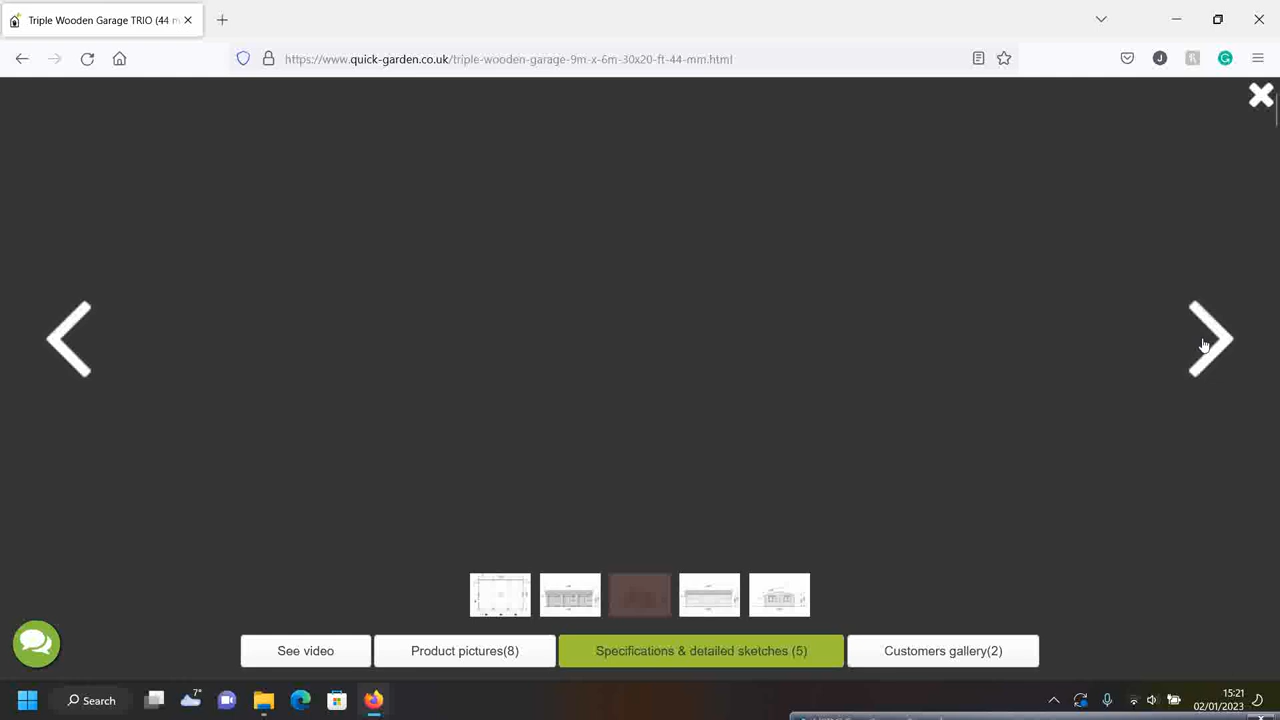 Triple Wooden Garage TRIO (44 m
https://www.quick-garden.co.uk/triple-wooden-garage-9m-x-6m-30x20-ft-44-mm.html
J
See video
Product pictures(8)
Specifications & detailed sketches (5)
Customers gallery(2)
Search
7°
15:21
02/01/2023